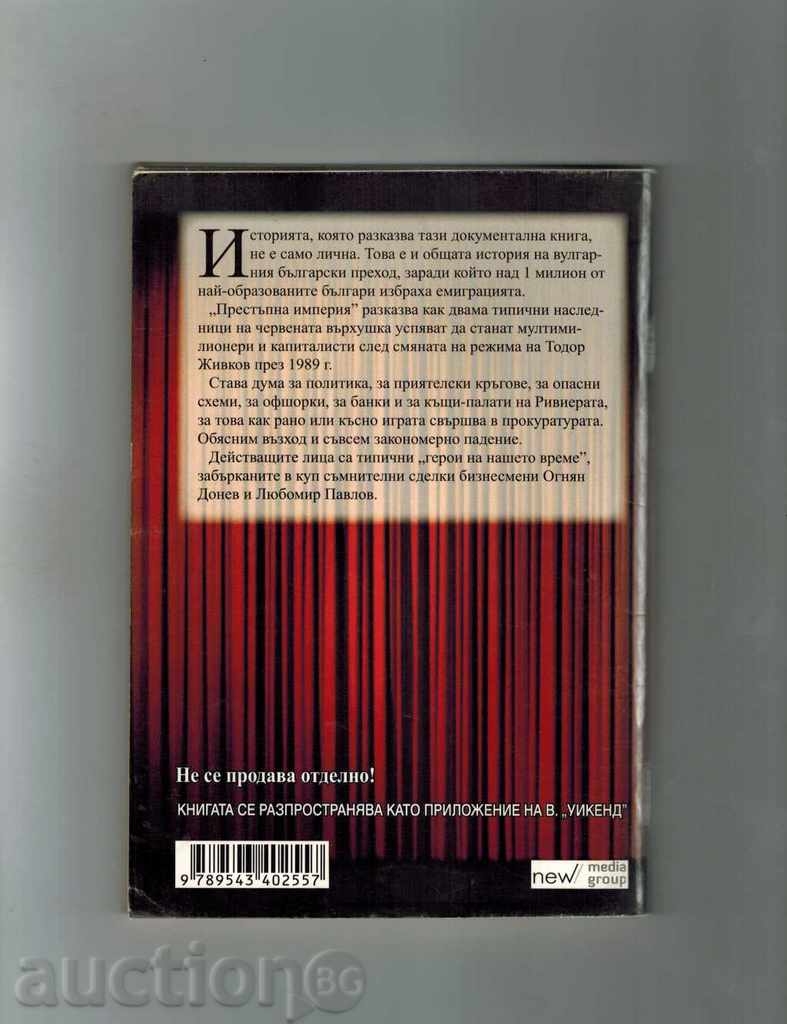 Историята, която разказва тази документална книга,
не е само лична. Това е и общата история на вулгар-
ния български преход, заради който над 1 милион от
най-образованите българи избраха емиграцията.
„Престъпна империя” разказва как двама типични наслед-
ници на червената върхушка успяват да станат мултими-
лионери и капиталисти след смяната на режима на Тодор
Живков през 1989 г.
Става дума за политика, за приятелски кръгове, за опасни
схеми, за офшорки, за банки и за къщи-палати на Ривиерата,
за това как рано или късно играта свършва в прокуратурата.
Обясним възход и съвсем закономерно падение.
Действащите лица са типични „герои на нашето време”,
забърканите в куп съмнителни сделки бизнесмени Огнян
Донев и Любомир Павлов.
Не се продава отделно!
КНИГАТА СЕ РАЗПРОСТРАНЯВА КАТО ПРИЛОЖЕНИЕ НА В. „УИКЕНД”
9 789543 402557
new media
group
auction BG